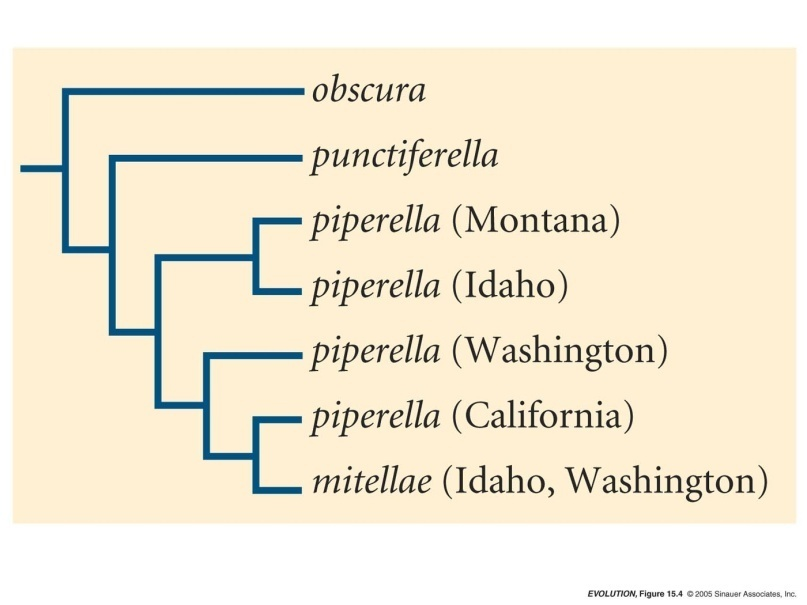 obscura
punctiferella
piperella (Montana)
piperella (Idaho)
piperella (Washington)
piperella (California)
mitellae (Idaho, Washington)
EVOLUTION, Figure 15.4 © 2005 Sinauer Associates, Inc.